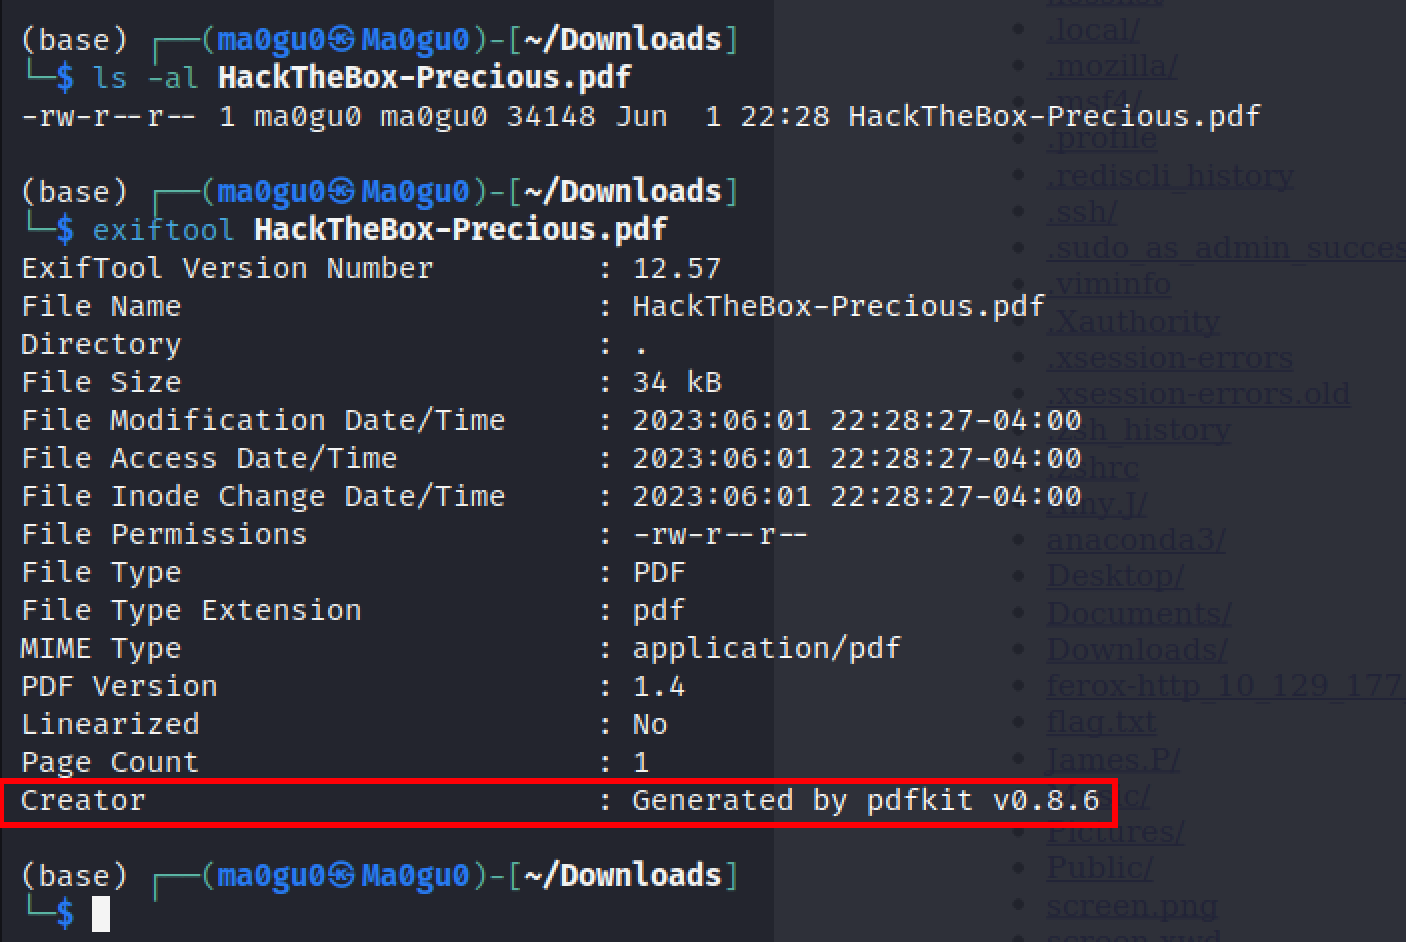 (base) ┌──(ma0gu0㉿Ma0gu0)-[~/Downloads]
└─$ ls -al HackTheBox-Precious.pdf
-rw-r--r-- 1 ma0gu0 ma0gu0 34148 Jun  1 22:28 HackTheBox-Precious.pdf
(base) ┌──(ma0gu0㉿Ma0gu0)-[~/Downloads]
└─$ exiftool HackTheBox-Precious.pdf
ExifTool Version Number : 12.57
File Name : HackTheBox-Precious.pdf
Directory : .
File Size : 34 kB
File Modification Date/Time : 2023:06:01 22:28:27-04:00
File Access Date/Time : 2023:06:01 22:28:27-04:00
File Inode Change Date/Time : 2023:06:01 22:28:27-04:00
File Permissions : -rw-r--r--
File Type : PDF
File Type Extension : pdf
MIME Type : application/pdf
PDF Version : 1.4
Linearized : No
Page Count : 1
Creator : Generated by pdfkit v0.8.6
(base) ┌──(ma0gu0㉿Ma0gu0)-[~/Downloads]
└─$
.local/
.mozilla/
.msf4/
.profile
.rediscli_history
.ssh/
.sudo_as_admin_succes
.viminfo
.Xauthority
.xsession-errors
.xsession-errors.old
.zsh_history
.zshrc
Amy.J/
anaconda3/
Desktop/
Documents/
Downloads/
ferox-http_10_129_177
flag.txt
James.P/
Music/
Pictures/
Public/
screen.png